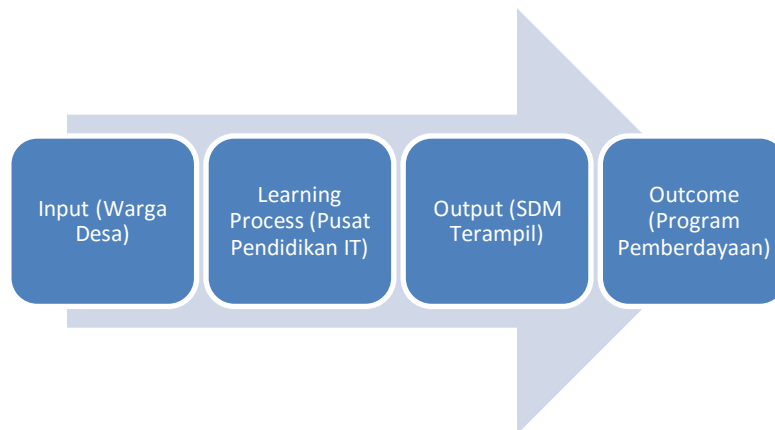 Input (Warga
Desa)
Learning
Process (Pusat
Pendidikan IT)
Output (SDM
Terampil)
Outcome
(Program
Pemberdayaan)